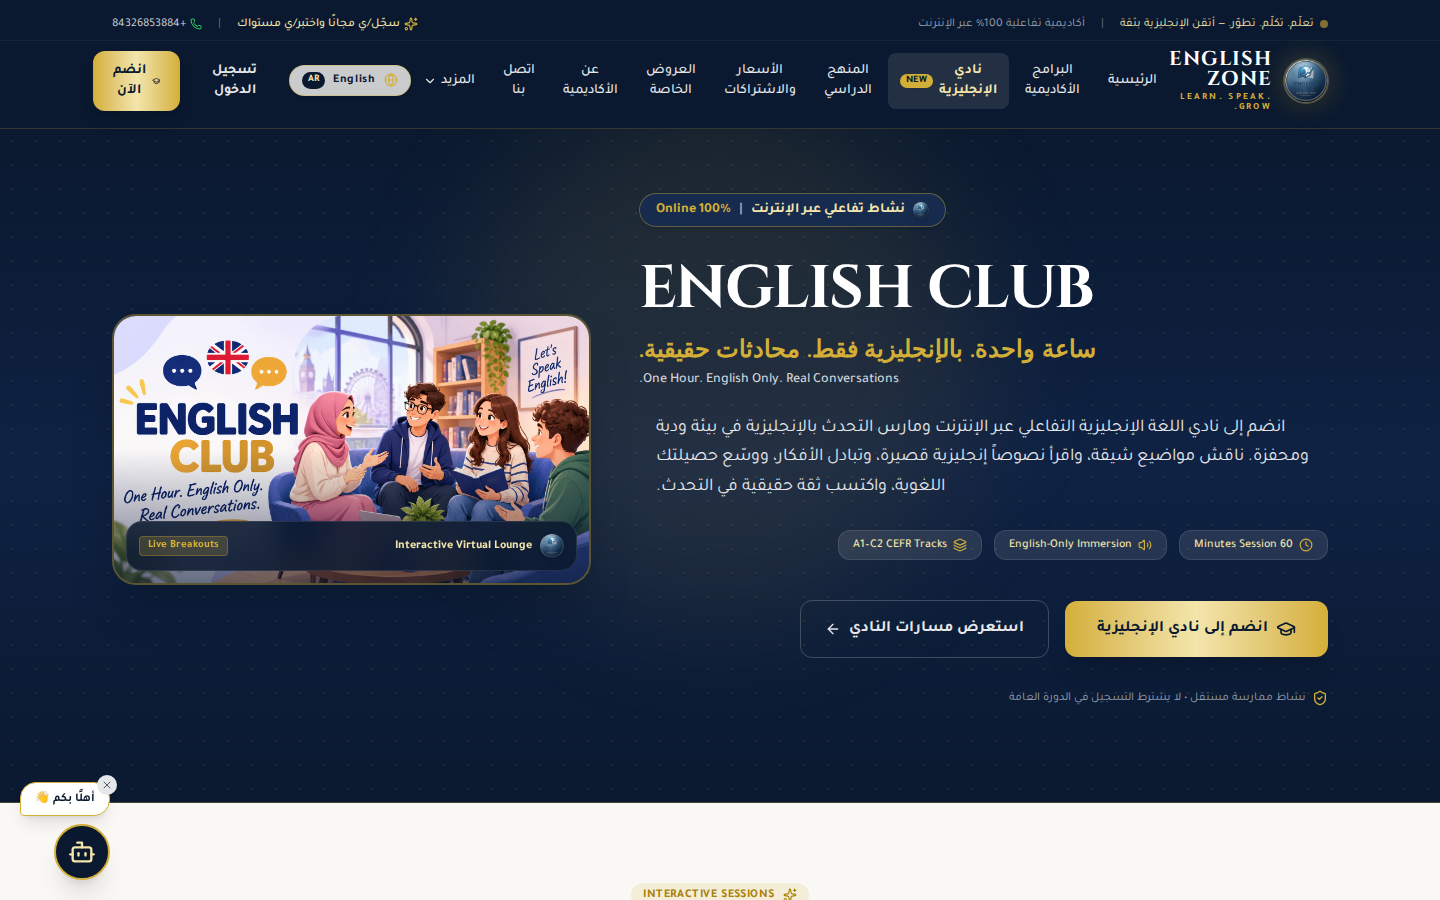 تعلّم. تكلّم. تطوّر. — أتقن الإنجليزية بثقة | أكاديمية تفاعلية 100% عبر الإنترنت
سجّل/ي مجانًا واختبر/ي مستواك | +84326853884
ENGLISH
ZONE
LEARN. SPEAK.
GROW.
الرئيسية
البرامج
الأكاديمية
نادي
الإنجليزية
NEW
المنهج
الدراسي
الأسعار
والاشتراكات
العروض
الخاصة
عن
الأكاديمية
اتصل
بنا
المزيد
English AR
تسجيل
الدخول
انضم
الآن
نشاط تفاعلي عبر الإنترنت | 100% Online
ENGLISH CLUB
ساعة واحدة. بالإنجليزية فقط. محادثات حقيقية.
One Hour. English Only. Real Conversations.
انضم إلى نادي اللغة الإنجليزية التفاعلي عبر الإنترنت ومارس التحدث بالإنجليزية في بيئة ودية
ومحفزة. ناقش مواضيع شيقة، واقرأ نصوصاً إنجليزية قصيرة، وتبادل الأفكار، ووسّع حصيلتك
اللغوية، واكتسب ثقة حقيقية في التحدث.
60 Minutes Session
English-Only Immersion
A1-C2 CEFR Tracks
انضم إلى نادي الإنجليزية
استعرض مسارات النادي
نشاط ممارسة مستقل • لا يشترط التسجيل في الدورة العامة
Let's
Speak
English!
ENGLISH
CLUB
One Hour. English Only.
Real Conversations.
Interactive Virtual Lounge
Live Breakouts
أهلًا بكم 👋
INTERACTIVE SESSIONS